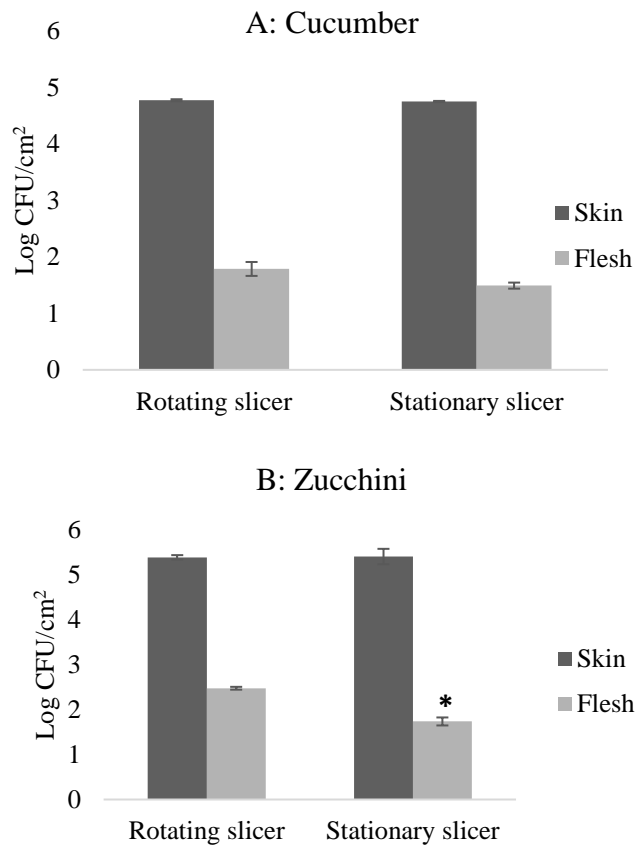 A: Cucumber
6
5
4
3
2
1
0
Log CFU/cm²
Skin
Flesh
Rotating slicer
Stationary slicer
B: Zucchini
6
5
4
3
2
1
0
Log CFU/cm²
Skin
*
Flesh
Rotating slicer
Stationary slicer